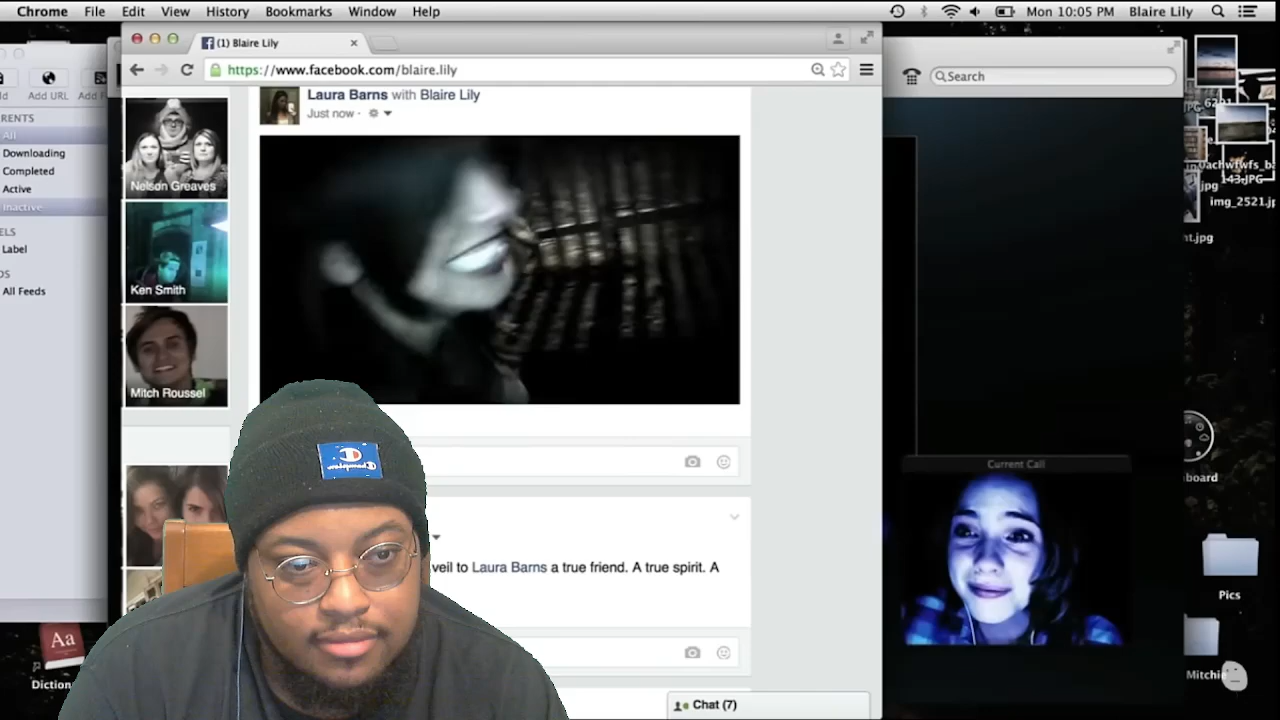 Chrome File Edit View History Bookmarks Window Help Mon 10:05 PM Blaire Lily
(1) Blaire Lily
https://www.facebook.com/blaire.lily
Search
Add URL
All
Downloading
Completed
Active
Inactive
Label
All Feeds
Nelson Greaves
Ken Smith
Mitch Roussel
Laura Barns with Blaire Lily
Just now
veil to Laura Barns a true friend. A true spirit. A
Chat (7)
Current Call
143.JPG
img_2521.jp
Pics
Aa